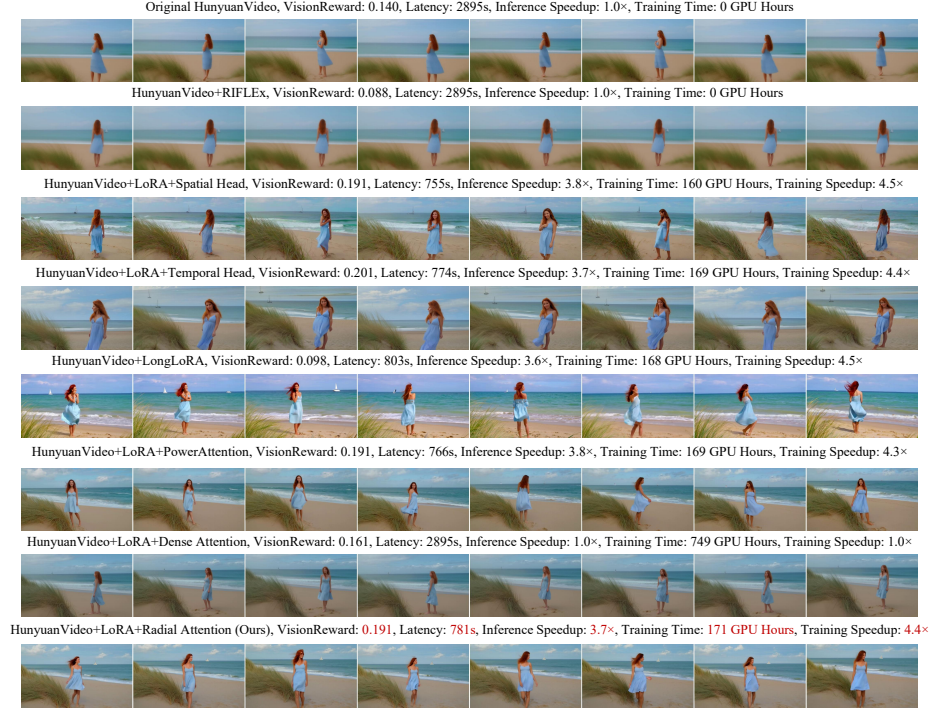 Original HunyuanVideo, VisionReward: 0.140, Latency: 2895s, Inference Speedup: 1.0×, Training Time: 0 GPU Hours
HunyuanVideo+RIFLEx, VisionReward: 0.088, Latency: 2895s, Inference Speedup: 1.0×, Training Time: 0 GPU Hours
HunyuanVideo+LoRA+Spatial Head, VisionReward: 0.191, Latency: 755s, Inference Speedup: 3.8×, Training Time: 160 GPU Hours, Training Speedup: 4.5×
HunyuanVideo+LoRA+Temporal Head, VisionReward: 0.201, Latency: 774s, Inference Speedup: 3.7×, Training Time: 169 GPU Hours, Training Speedup: 4.4×
HunyuanVideo+LongLoRA, VisionReward: 0.098, Latency: 803s, Inference Speedup: 3.6×, Training Time: 168 GPU Hours, Training Speedup: 4.5×
HunyuanVideo+LoRA+PowerAttention, VisionReward: 0.191, Latency: 766s, Inference Speedup: 3.8×, Training Time: 169 GPU Hours, Training Speedup: 4.3×
HunyuanVideo+LoRA+Dense Attention, VisionReward: 0.161, Latency: 2895s, Inference Speedup: 1.0×, Training Time: 749 GPU Hours, Training Speedup: 1.0×
HunyuanVideo+LoRA+Radial Attention (Ours), VisionReward: 0.191, Latency: 781s, Inference Speedup: 3.7×, Training Time: 171 GPU Hours, Training Speedup: 4.4×